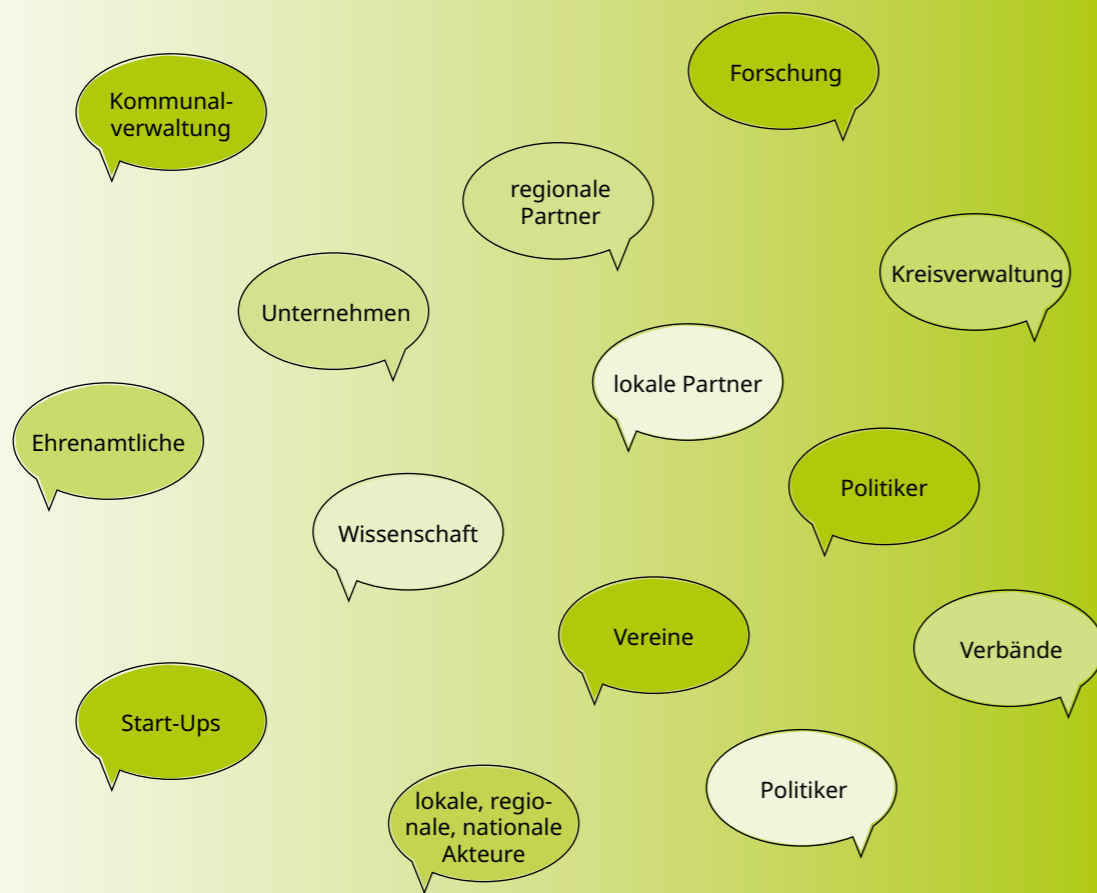 Forschung
Kommunal-
verwaltung
regionale
Partner
Kreisverwaltung
Unternehmen
lokale Partner
Ehrenamtliche
Politiker
Wissenschaft
Vereine
Verbände
Start-Ups
Politiker
lokale, regio-
nale, nationale
Akteure